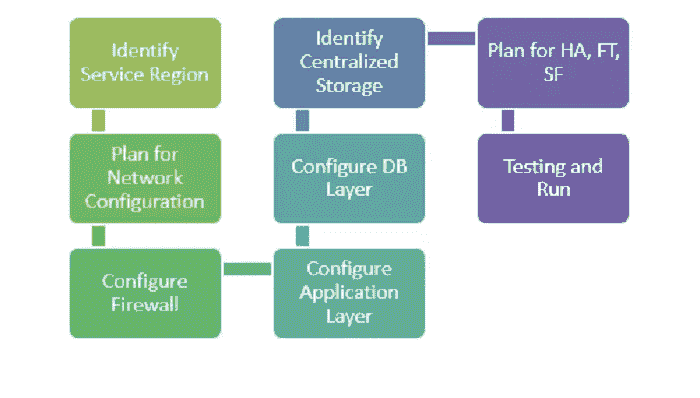 Identify
Service Region
Plan for
Network
Configuration
Configure
Firewall
Configure
Application
Layer
Configure DB
Layer
Identify
Centralized
Storage
Plan for HA, FT,
SF
Testing and
Run